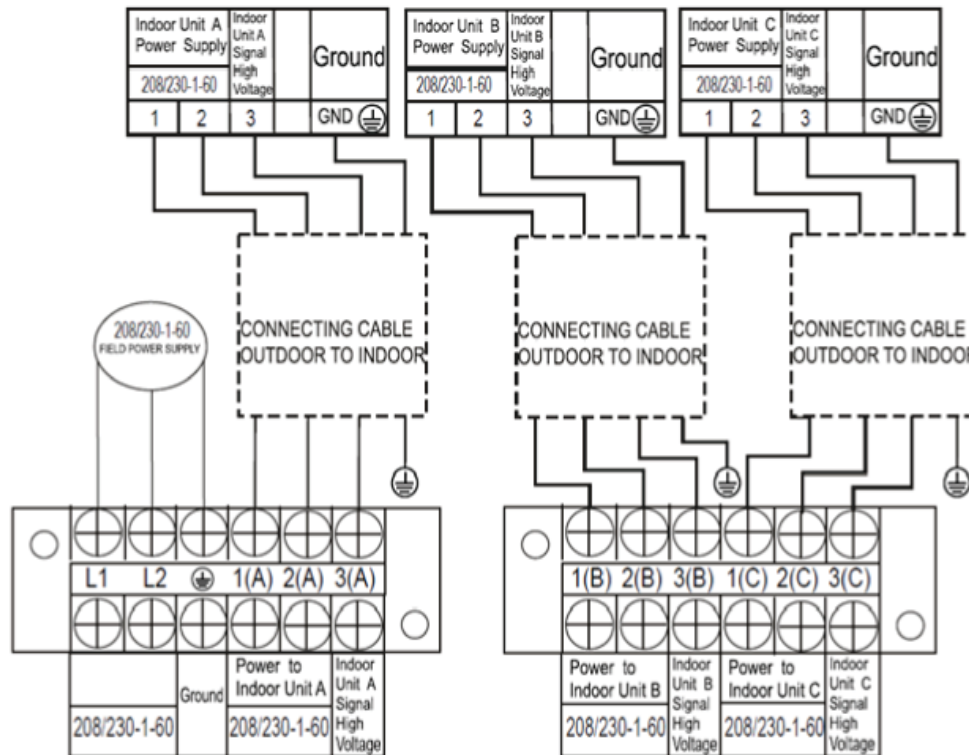 Indoor Unit A
Power Supply
208/230-1-60
Indoor
Unit A
Signal
High
Voltage
Ground
1 2 3 GND
Indoor Unit B
Power Supply
208/230-1-60
Indoor
Unit B
Signal
High
Voltage
Ground
1 2 3 GND
Indoor Unit C
Power Supply
208/230-1-60
Indoor
Unit C
Signal
High
Voltage
Ground
1 2 3 GND
208/230-1-60
FIELD POWER SUPPLY
CONNECTING CABLE
OUTDOOR TO INDOOR
CONNECTING CABLE
OUTDOOR TO INDOOR
CONNECTING CABLE
OUTDOOR TO INDOOR
L1 L2 1(A) 2(A) 3(A)
208/230-1-60
Ground
Power to
Indoor Unit A
208/230-1-60
Indoor
Unit A
Signal
High
Voltage
1(B) 2(B) 3(B) 1(C) 2(C) 3(C)
Power to
Indoor Unit B
208/230-1-60
Indoor
Unit B
Signal
High
Voltage
Power to
Indoor Unit C
208/230-1-60
Indoor
Unit C
Signal
High
Voltage